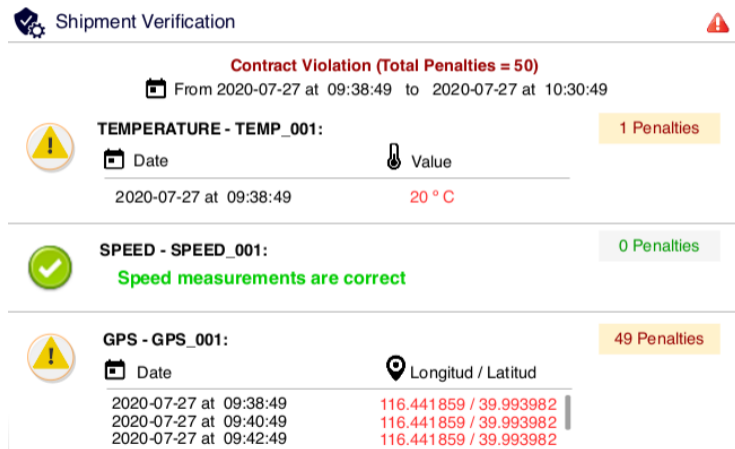 Shipment Verification
Contract Violation (Total Penalties = 50)
From 2020-07-27 at 09:38:49 to 2020-07-27 at 10:30:49
TEMPERATURE - TEMP_001: 1 Penalties
Date Value
2020-07-27 at 09:38:49 20 º C
SPEED - SPEED_001: 0 Penalties
Speed measurements are correct
GPS - GPS_001: 49 Penalties
Date Longitud / Latitud
2020-07-27 at 09:38:49 116.441859 / 39.993982
2020-07-27 at 09:40:49 116.441859 / 39.993982
2020-07-27 at 09:42:49 116.441859 / 39.993982